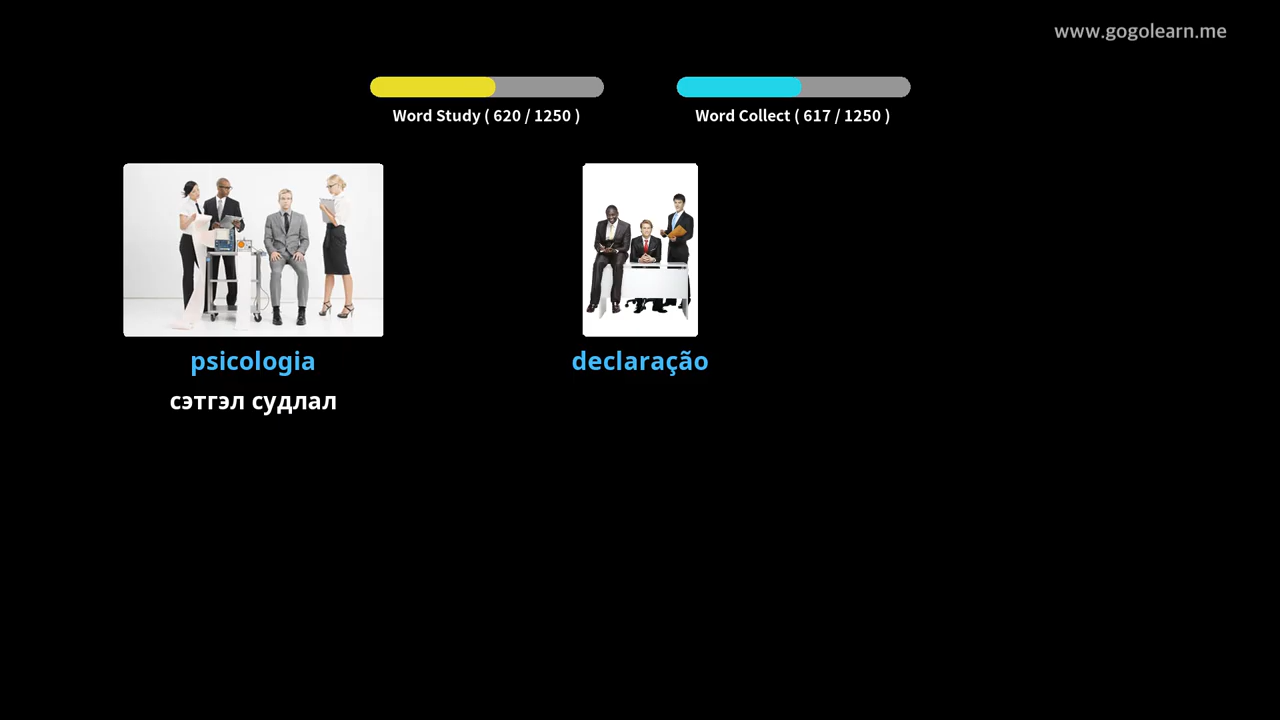 www.gogolearn.me
Word Study ( 620 / 1250 )
Word Collect ( 617 / 1250 )
psicologia
сэтгэл судлал
declaração